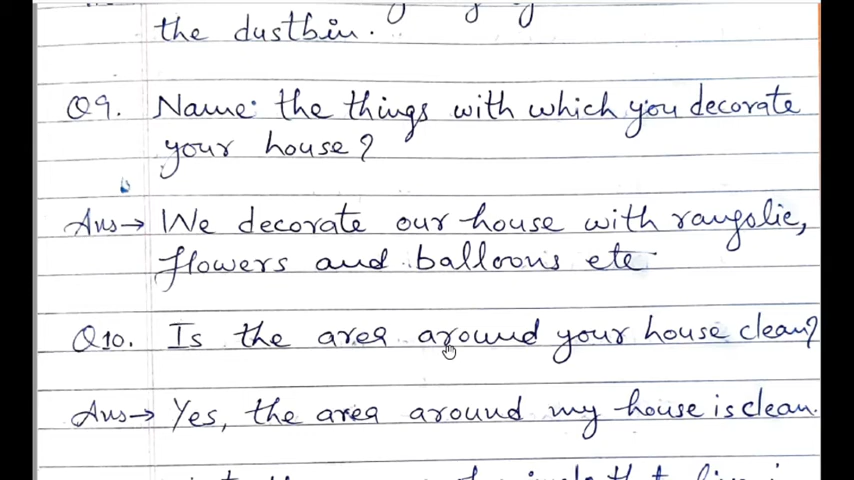 the dustbin.
Q9. Name the things with which you decorate
your house?
Ans→ We decorate our house with rangolie,
flowers and balloons etc
Q10. Is the area around your house clean?
Ans→ Yes, the area around my house is clean.